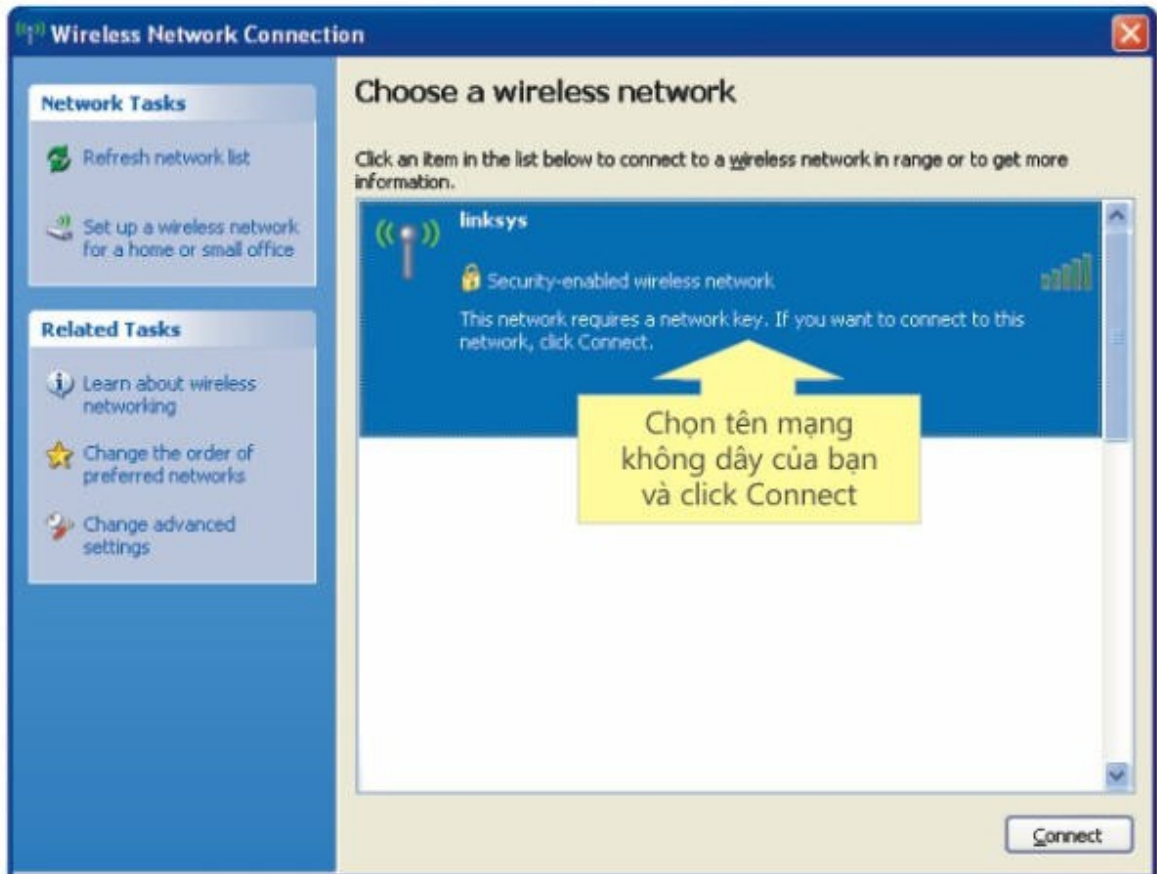 Wireless Network Connection
Network Tasks
Refresh network list
Set up a wireless network
for a home or small office
Related Tasks
Learn about wireless
networking
Change the order of
preferred networks
Change advanced
settings
Choose a wireless network
Click an item in the list below to connect to a wireless network in range or to get more
information.
linksys
Security-enabled wireless network
This network requires a network key. If you want to connect to this
network, click Connect.
Chọn tên mạng
không dây của bạn
và click Connect
Connect